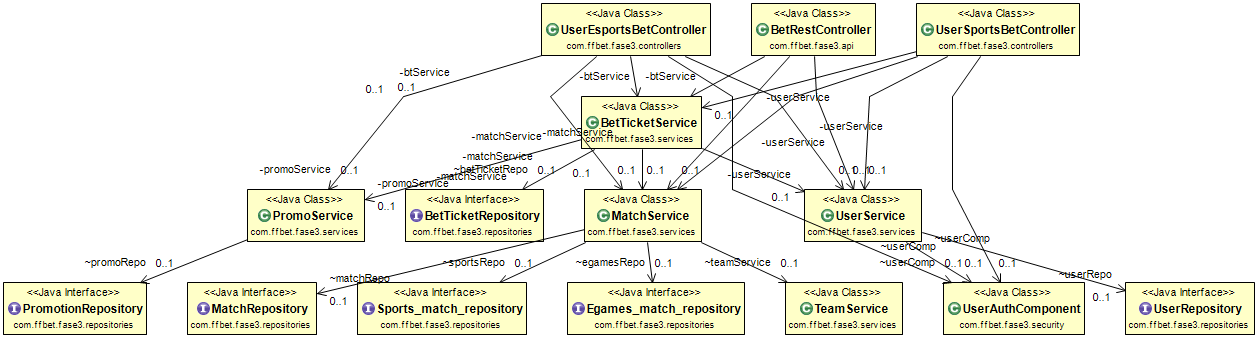 <<Java Class>>
UserEsportsBetController
com.ffbet.fase3.controllers
<<Java Class>>
BetRestController
com.ffbet.fase3.api
<<Java Class>>
UserSportsBetController
com.ffbet.fase3.controllers
-btService
0..1
0..1
-btService
-btService
0..1
<<Java Class>>
BetTicketService
com.ffbet.fase3.services
-userService
-userService
-userService
-userService
-matchService
-matchService
-matchService
-matchService
-promoService
0..1
-promoService
0..1
~betTicketRepo
0..1
0..1
0..1
0..1
0..1
0..1
0..1
0..1
0..1
0..1
<<Java Class>>
PromoService
com.ffbet.fase3.services
<<Java Interface>>
BetTicketRepository
com.ffbet.fase3.repositories
<<Java Class>>
MatchService
com.ffbet.fase3.services
<<Java Class>>
UserService
com.ffbet.fase3.services
~promoRepo
0..1
~matchRepo
0..1
~sportsRepo
0..1
~egamesRepo
0..1
~teamService
0..1
~userComp
~userComp
~userComp
0..1
0..1
0..1
~userRepo
0..1
<<Java Interface>>
PromotionRepository
com.ffbet.fase3.repositories
<<Java Interface>>
MatchRepository
com.ffbet.fase3.repositories
<<Java Interface>>
Sports_match_repository
com.ffbet.fase3.repositories
<<Java Interface>>
Egames_match_repository
com.ffbet.fase3.repositories
<<Java Class>>
TeamService
com.ffbet.fase3.services
<<Java Class>>
UserAuthComponent
com.ffbet.fase3.security
<<Java Interface>>
UserRepository
com.ffbet.fase3.repositories